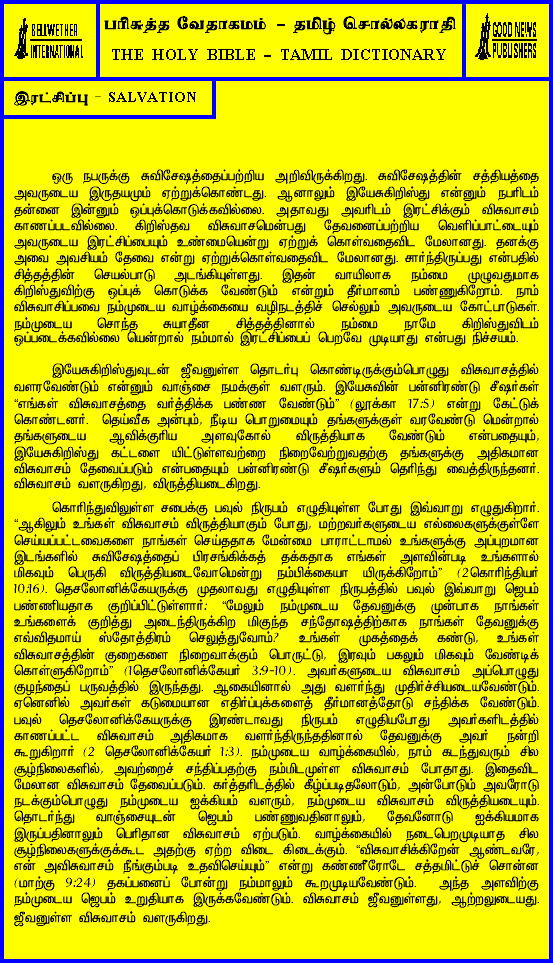 BELLWETHER
INTERNATIONAL
பரிசுத்த வேதாகமம் – தமிழ் சொல்லகராதி
THE HOLY BIBLE – TAMIL DICTIONARY
GOOD NEWS
PUBLISHERS
இரட்சிப்பு – SALVATION
ஒரு நபருக்கு சுவிசேஷத்தைப்பற்றிய அறிவிருக்கிறது. சுவிசேஷத்தின் சத்தியத்தை
அவருடைய இருதயமும் ஏற்றுக்கொண்டது. ஆனாலும் இயேசுகிறிஸ்து என்னும் நபரிடம்
தன்னை இன்னும் ஒப்புக்கொடுக்கவில்லை. அதாவது அவரிடம் இரட்சிக்கும் விசுவாசம்
காணப்படவில்லை. கிறிஸ்தவ விசுவாசமென்பது தேவனைப்பற்றிய வெளிப்பாட்டையும்
அவருடைய இரட்சிப்பையும் உண்மையென்று ஏற்றுக் கொள்வதைவிட மேலானது. தனக்கு
அவை அவசியம் தேவை என்று ஏற்றுக்கொள்வதைவிட மேலானது. சார்ந்திருப்பது என்பதில்
சித்தத்தின் செயல்பாடு அடங்கியுள்ளது. இதன் வாயிலாக நம்மை முழுவதுமாக
கிறிஸ்துவிற்கு ஒப்புக் கொடுக்க வேண்டும் என்றும் தீர்மானம் பண்ணுகிறோம். நாம்
விசுவாசிப்பவை நம்முடைய வாழ்க்கையை வழிநடத்திச் செல்லும் அவருடைய கோட்பாடுகள்.
நம்முடைய சொந்த சுயாதீன சித்தத்தினால் நம்மை நாமே கிறிஸ்துவிடம்
ஒப்படைக்கவில்லை யென்றால் நம்மால் இரட்சிப்பைப் பெறவே முடியாது என்பது நிச்சயம்.
இயேசுகிறிஸ்துவுடன் ஜீவனுள்ள தொடர்பு கொண்டிருக்கும்பொழுது விசுவாசத்தில்
வளரவேண்டும் என்னும் வாஞ்சை நமக்குள் வளரும். இயேசுவின் பன்னிரண்டு சீஷர்கள்
“எங்கள் விசுவாசத்தை வர்த்திக்க பண்ண வேண்டும்” (லூக்கா 17:5) என்று கேட்டுக்
கொண்டனர். தெய்வீக அன்பும், நீடிய பொறுமையும் தங்களுக்குள் வரவேண்டு மென்றால்
தங்களுடைய ஆவிக்குரிய அளவுகோல் விருத்தியாக வேண்டும் என்பதையும்,
இயேசுகிறிஸ்து கட்டளை யிட்டுள்ளவற்றை நிறைவேற்றுவதற்கு தங்களுக்கு அதிகமான
விசுவாசம் தேவைப்படும் என்பதையும் பன்னிரண்டு சீஷர்களும் தெரிந்து வைத்திருந்தனர்.
விசுவாசம் வளருகிறது, விருத்தியடைகிறது.
கொரிந்துவிலுள்ள சபைக்கு பவுல் நிருபம் எழுதியுள்ள போது இவ்வாறு எழுதுகிறார்.
“ஆகிலும் உங்கள் விசுவாசம் விருத்தியாகும் போது, மற்றவர்களுடைய எல்லைகளுக்குள்ளே
செய்யப்பட்டவைகளை நாங்கள் செய்ததாக மேன்மை பாராட்டாமல் உங்களுக்கு அப்புறமான
இடங்களில் சுவிசேஷத்தைப் பிரசங்கிக்கத் தக்கதாக எங்கள் அளவின்படி உங்களால்
மிகவும் பெருகி விருத்தியடைவோமென்று நம்பிக்கையா யிருக்கிறோம்” (2கொரிந்தியர்
10:16). தெசலோனிக்கேயருக்கு முதலாவது எழுதியுள்ள நிருபத்தில் பவுல் இவ்வாறு ஜெபம்
பண்ணியதாக குறிப்பிட்டுள்ளார்: “மேலும் நம்முடைய தேவனுக்கு முன்பாக நாங்கள்
உங்களைக் குறித்து அடைந்திருக்கிற மிகுந்த சந்தோஷத்திற்காக நாங்கள் தேவனுக்கு
எவ்விதமாய் ஸ்தோத்திரம் செலுத்துவோம்? உங்கள் முகத்தைக் கண்டு, உங்கள்
விசுவாசத்தின் குறைகளை நிறைவாக்கும் பொருட்டு, இரவும் பகலும் மிகவும் வேண்டிக்
கொள்ளுகிறோம்” (1தெசலோனிக்கேயர் 3:9-10). அவர்களுடைய விசுவாசம் அப்பொழுது
குழந்தைப் பருவத்தில் இருந்தது. ஆகையினால் அது வளர்ந்து முதிர்ச்சியடையவேண்டும்.
ஏனெனில் அவர்கள் கடுமையான எதிர்ப்புக்களைத் தீர்மானத்தோடு சந்திக்க வேண்டும்.
பவுல் தெசலோனிக்கேயருக்கு இரண்டாவது நிருபம் எழுதியபோது அவர்களிடத்தில்
காணப்பட்ட விசுவாசம் அதிகமாக வளர்ந்திருந்ததினால் தேவனுக்கு அவர் நன்றி
கூறுகிறார் (2 தெசலோனிக்கேயர் 1:3). நம்முடைய வாழ்க்கையில், நாம் கடந்துவரும் சில
சூழ்நிலைகளில், அவற்றைச் சந்திப்பதற்கு நம்மிடமுள்ள விசுவாசம் போதாது. இதைவிட
மேலான விசுவாசம் தேவைப்படும். கர்த்தரிடத்தில் கீழ்ப்படிதலோடும், அன்போடும் அவரோடு
நடக்கும்பொழுது நம்முடைய ஐக்கியம் வளரும், நம்முடைய விசுவாசம் விருத்தியடையும்.
தொடர்ந்து வாஞ்சையுடன் ஜெபம் பண்ணுவதினாலும், தேவனோடு ஐக்கியமாக
இருப்பதினாலும் பெரிதான விசுவாசம் ஏற்படும். வாழ்க்கையில் நடைபெறமுடியாத சில
சூழ்நிலைகளுக்குக்கூட அதற்கு ஏற்ற விடை கிடைக்கும். “விசுவாசிக்கிறேன் ஆண்டவரே,
என் அவிசுவாசம் நீங்கும்படி உதவிசெய்யும்” என்று கண்ணீரோடே சத்தமிட்டுச் சொன்ன
(மாற்கு 9:24) தகப்பனைப் போன்று நம்மாலும் கூறமுடியவேண்டும். அந்த அளவிற்கு
நம்முடைய ஜெபம் உறுதியாக இருக்கவேண்டும். விசுவாசம் ஜீவனுள்ளது, ஆற்றலுடையது.
ஜீவனுள்ள விசுவாசம் வளருகிறது.